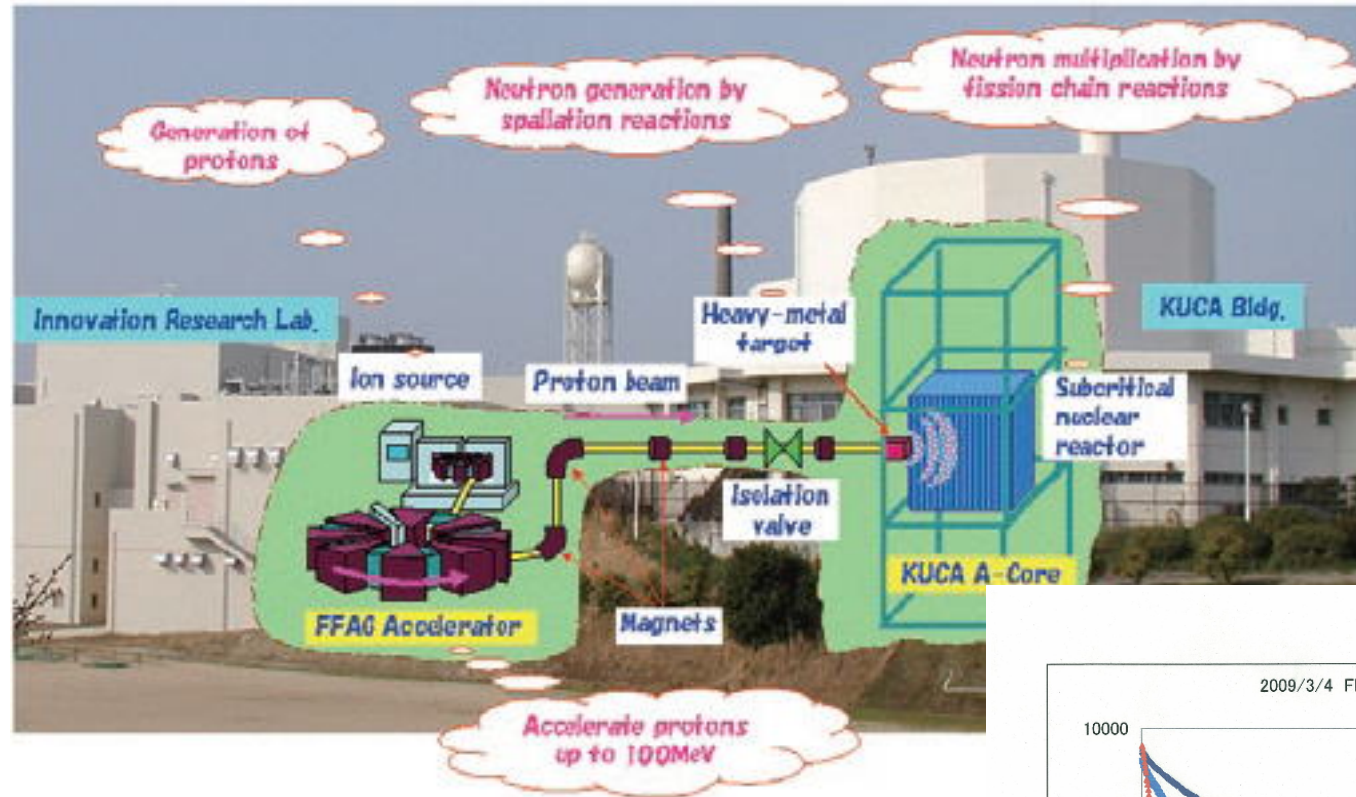 Generation of
protons
Neutron generation by
spallation reactions
Neutron multiplication by
fission chain reactions
Innovation Research Lab.
Ion source
Proton beam
Heavy-metal
target
KUCA Bldg.
Subcritical
nuclear
reactor
Isolation
valve
KUCA A-Core
FFAG Accelerator
Magnets
Accelerate protons
up to 100MeV
2009/3/4
10000